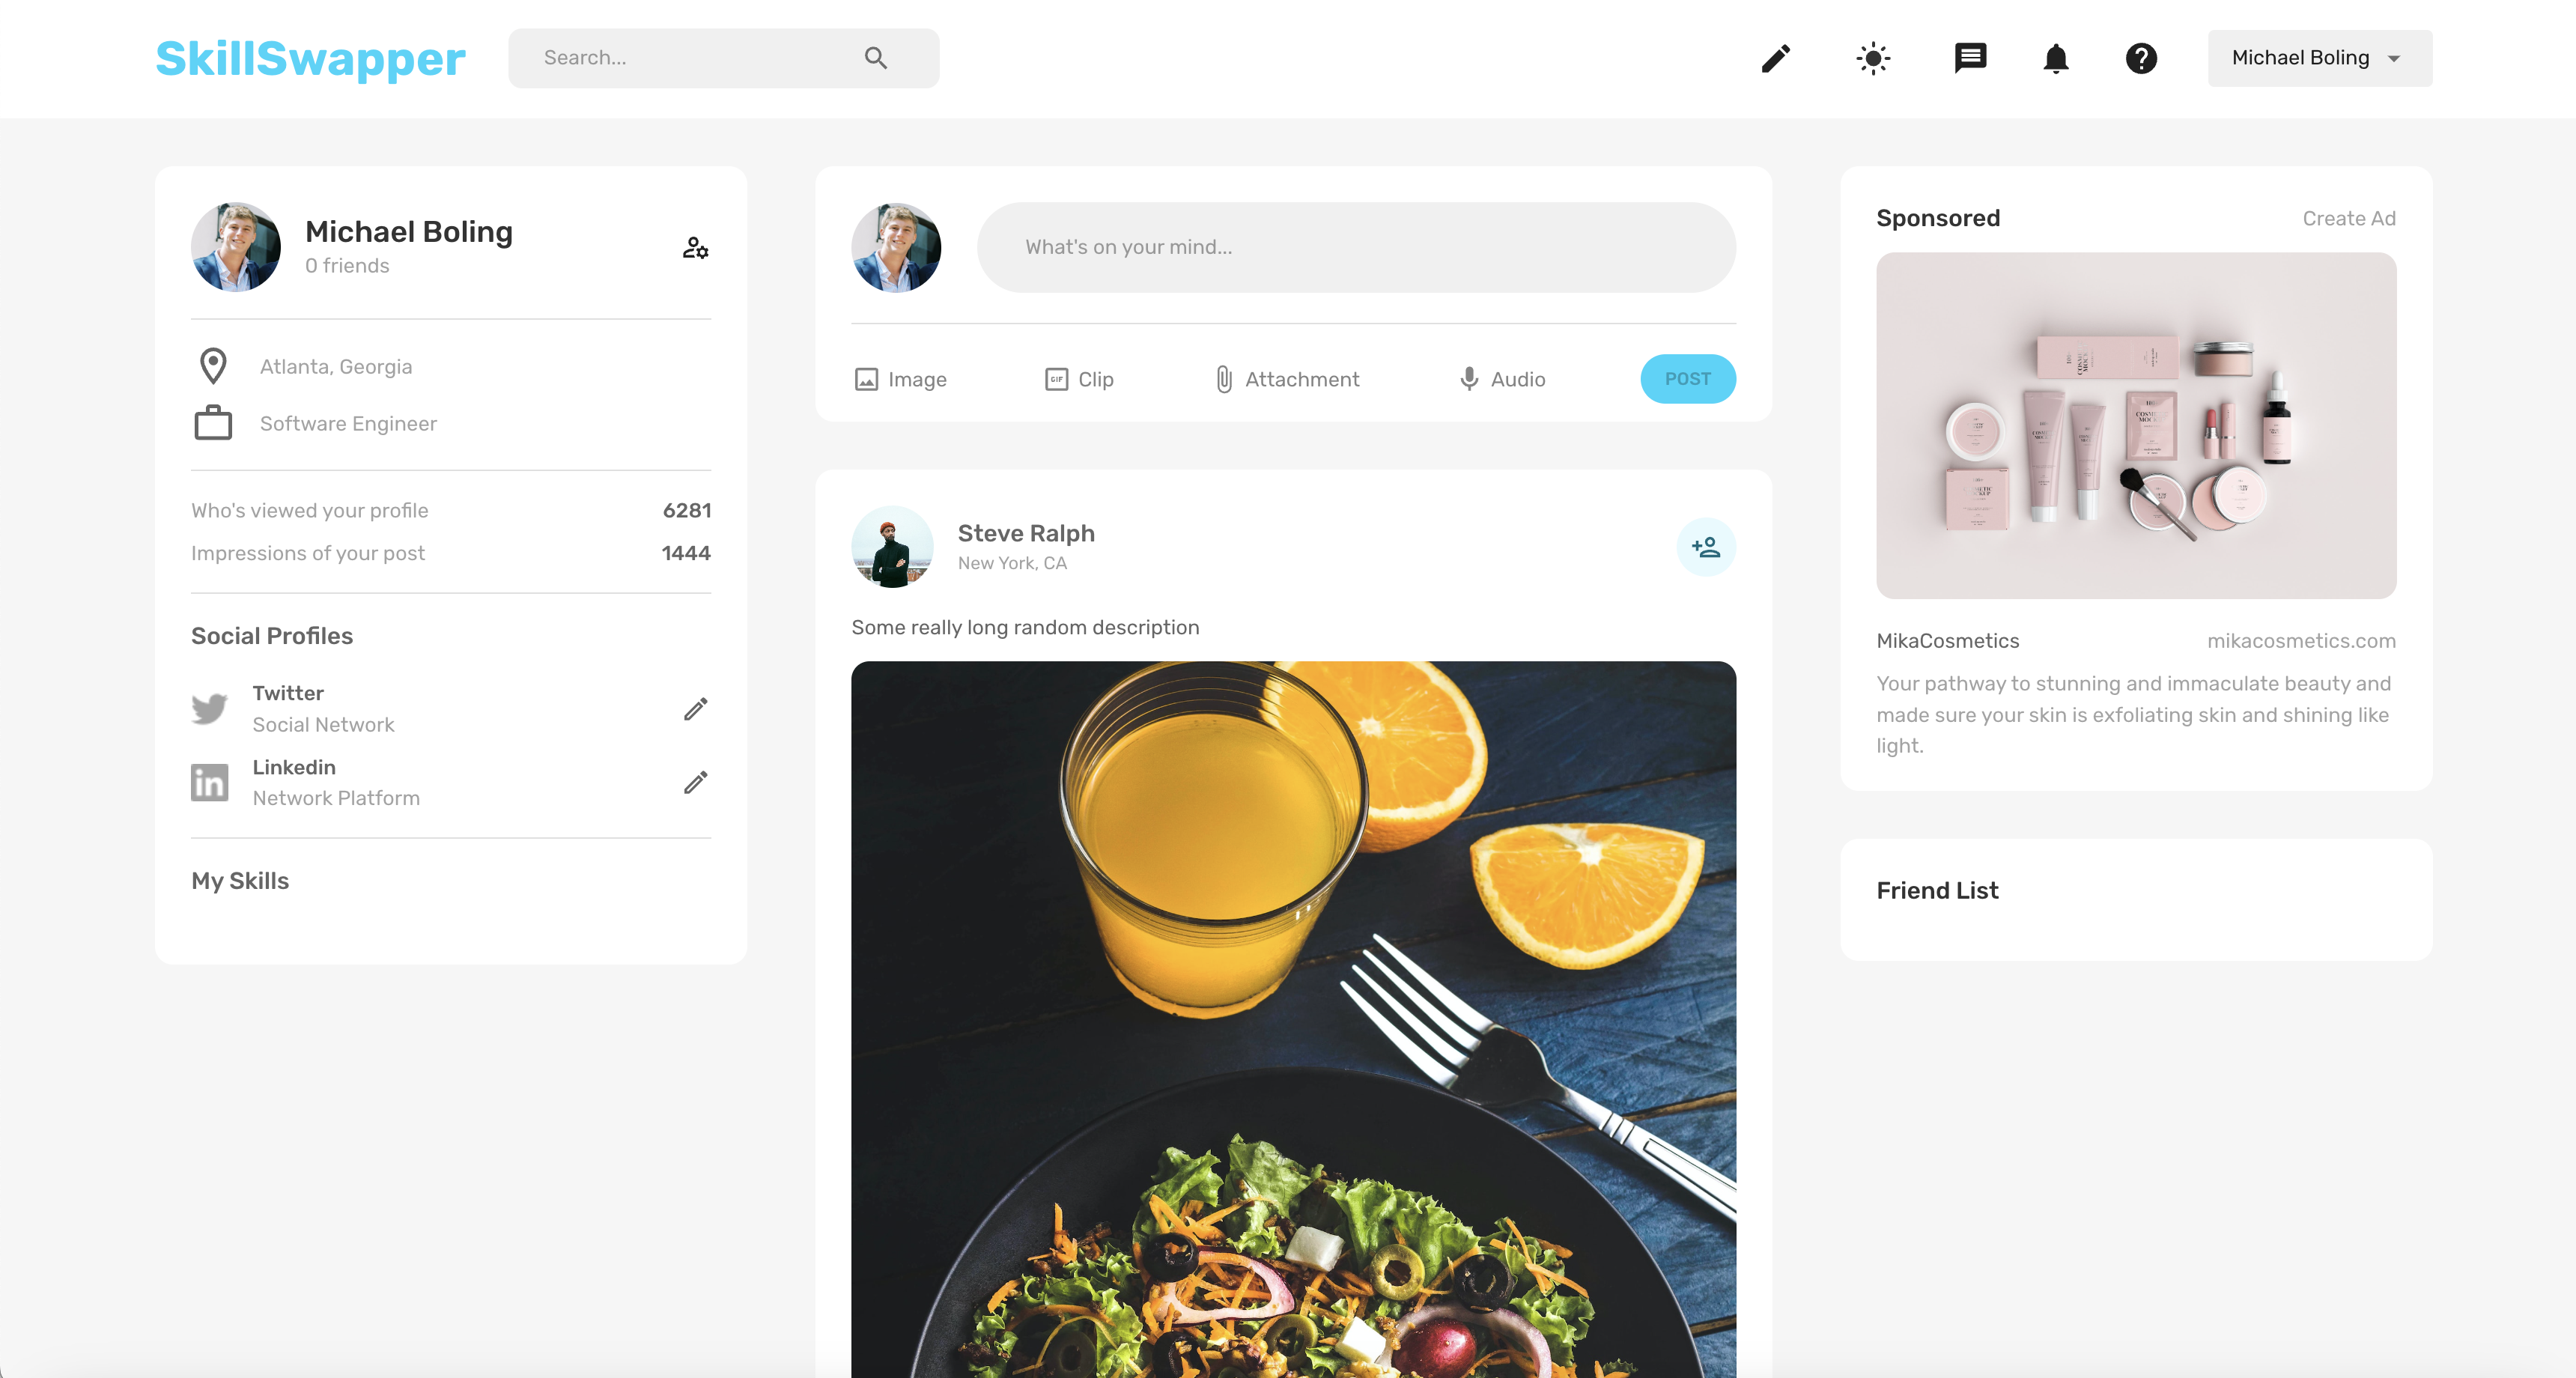 SkillSwapper
Search...
Michael Boling
Michael Boling
0 friends
Atlanta, Georgia
Software Engineer
Who's viewed your profile 6281
Impressions of your post 1444
Social Profiles
Twitter
Social Network
Linkedin
Network Platform
My Skills
What's on your mind...
Image
GIF
Clip
Attachment
Audio
POST
Steve Ralph
New York, CA
Some really long random description
Sponsored
Create Ad
MikaCosmetics
mikacosmetics.com
Your pathway to stunning and immaculate beauty and
made sure your skin is exfoliating skin and shining like
light.
Friend List